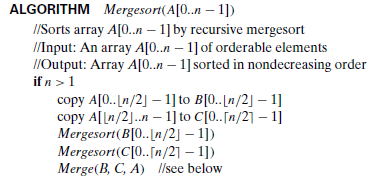 ALGORITHM Mergesort(A[0..n − 1])
//Sorts array A[0..n − 1] by recursive mergesort
//Input: An array A[0..n − 1] of orderable elements
//Output: Array A[0..n − 1] sorted in nondecreasing order
if n > 1
copy A[0..⌊n/2⌋ − 1] to B[0..⌊n/2⌋ − 1]
copy A[⌊n/2⌋..n − 1] to C[0..⌈n/2⌉ − 1]
Mergesort(B[0..⌊n/2⌋ − 1])
Mergesort(C[0..⌈n/2⌉ − 1])
Merge(B, C, A) //see below